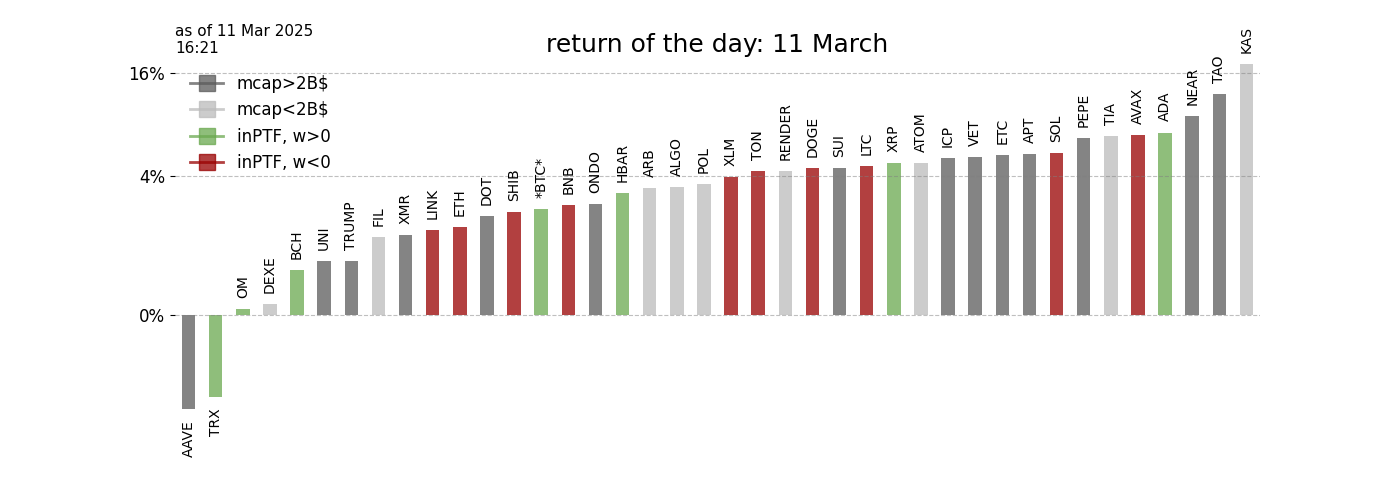 as of 11 Mar 2025
16:21
return of the day: 11 March
16%
4%
0%
mcap>2B$
mcap<2B$
inPTF, w>0
inPTF, w<0
AAVE
TRX
OM
DEXE
BCH
UNI
TRUMP
FIL
XMR
LINK
ETH
DOT
SHIB
*BTC*
BNB
ONDO
HBAR
ARB
ALGO
POL
XLM
TON
RENDER
DOGE
SUI
LTC
XRP
ATOM
ICP
VET
ETC
APT
SOL
PEPE
TIA
AVAX
ADA
NEAR
TAO
KAS